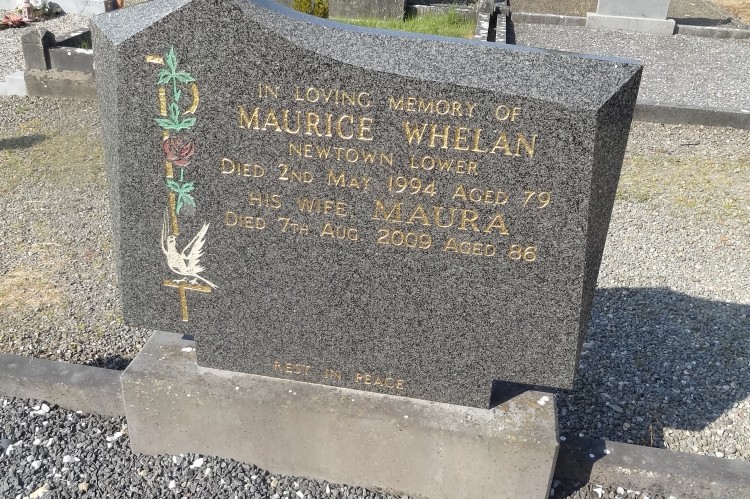 IN LOVING MEMORY OF
MAURICE WHELAN
NEWTOWN LOWER
DIED 2ND MAY 1994 AGED 79
HIS WIFE MAURA
DIED 7TH AUG. 2009 AGED 86
REST IN PEACE